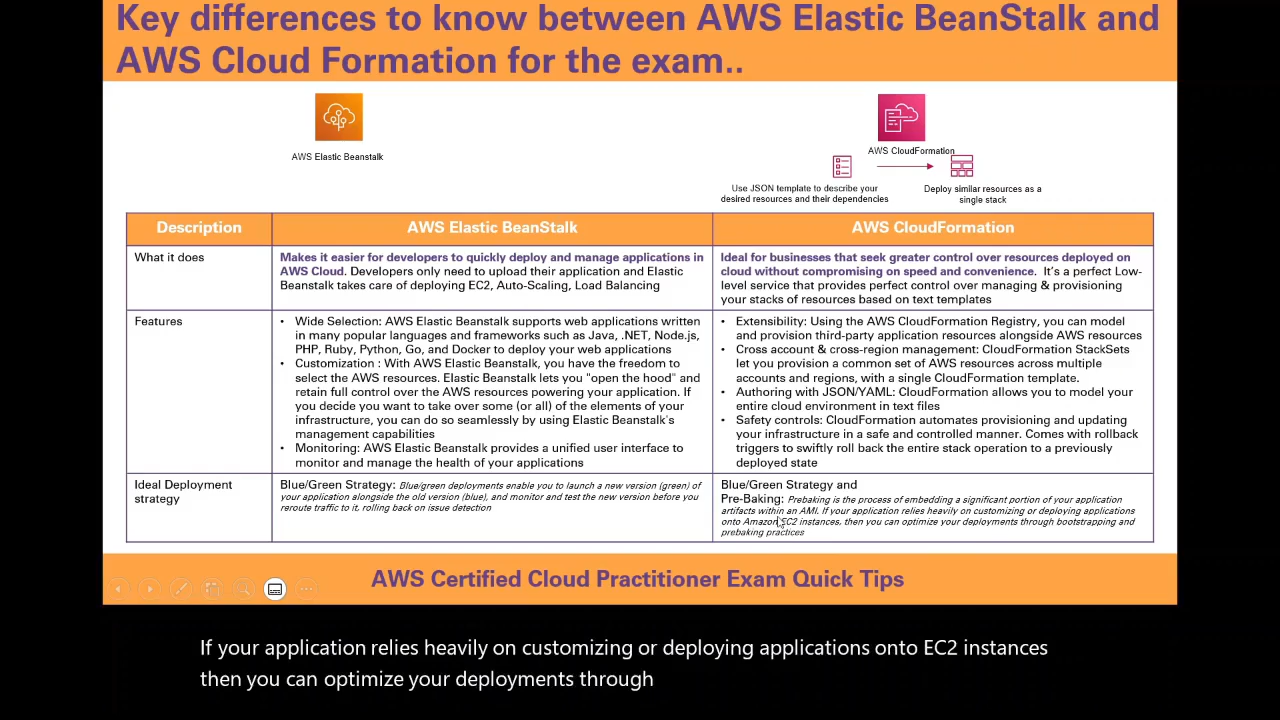 Key differences to know between AWS Elastic BeanStalk and
AWS Cloud Formation for the exam..
AWS Elastic Beanstalk
AWS CloudFormation
Use JSON template to describe your
desired resources and their dependencies
Deploy similar resources as a
single stack
Description
AWS Elastic BeanStalk
AWS CloudFormation
What it does
Makes it easier for developers to quickly deploy and manage applications in
AWS Cloud. Developers only need to upload their application and Elastic
Beanstalk takes care of deploying EC2, Auto-Scaling, Load Balancing
Ideal for businesses that seek greater control over resources deployed on
cloud without compromising on speed and convenience. It's a perfect Low-
level service that provides perfect control over managing & provisioning
your stacks of resources based on text templates
Features
• Wide Selection: AWS Elastic Beanstalk supports web applications written
in many popular languages and frameworks such as Java, .NET, Node.js,
PHP, Ruby, Python, Go, and Docker to deploy your web applications
• Customization : With AWS Elastic Beanstalk, you have the freedom to
select the AWS resources. Elastic Beanstalk lets you "open the hood" and
retain full control over the AWS resources powering your application. If
you decide you want to take over some (or all) of the elements of your
infrastructure, you can do so seamlessly by using Elastic Beanstalk's
management capabilities
• Monitoring: AWS Elastic Beanstalk provides a unified user interface to
monitor and manage the health of your applications
• Extensibility: Using the AWS CloudFormation Registry, you can model
and provision third-party application resources alongside AWS resources
• Cross account & cross-region management: CloudFormation StackSets
let you provision a common set of AWS resources across multiple
accounts and regions, with a single CloudFormation template.
• Authoring with JSON/YAML: CloudFormation allows you to model your
entire cloud environment in text files
• Safety controls: CloudFormation automates provisioning and updating
your infrastructure in a safe and controlled manner. Comes with rollback
triggers to swiftly roll back the entire stack operation to a previously
deployed state
Ideal Deployment
strategy
Blue/Green Strategy: Blue/green deployments enable you to launch a new version (green) of
your application alongside the old version (blue), and monitor and test the new version before you
reroute traffic to it, rolling back on issue detection
Blue/Green Strategy and
Pre-Baking: Prebaking is the process of embedding a significant portion of your application
artifacts within an AMI. If your application relies heavily on customizing or deploying applications
onto Amazon EC2 instances, then you can optimize your deployments through bootstrapping and
prebaking practices
AWS Certified Cloud Practitioner Exam Quick Tips
If your application relies heavily on customizing or deploying applications onto EC2 instances
then you can optimize your deployments through